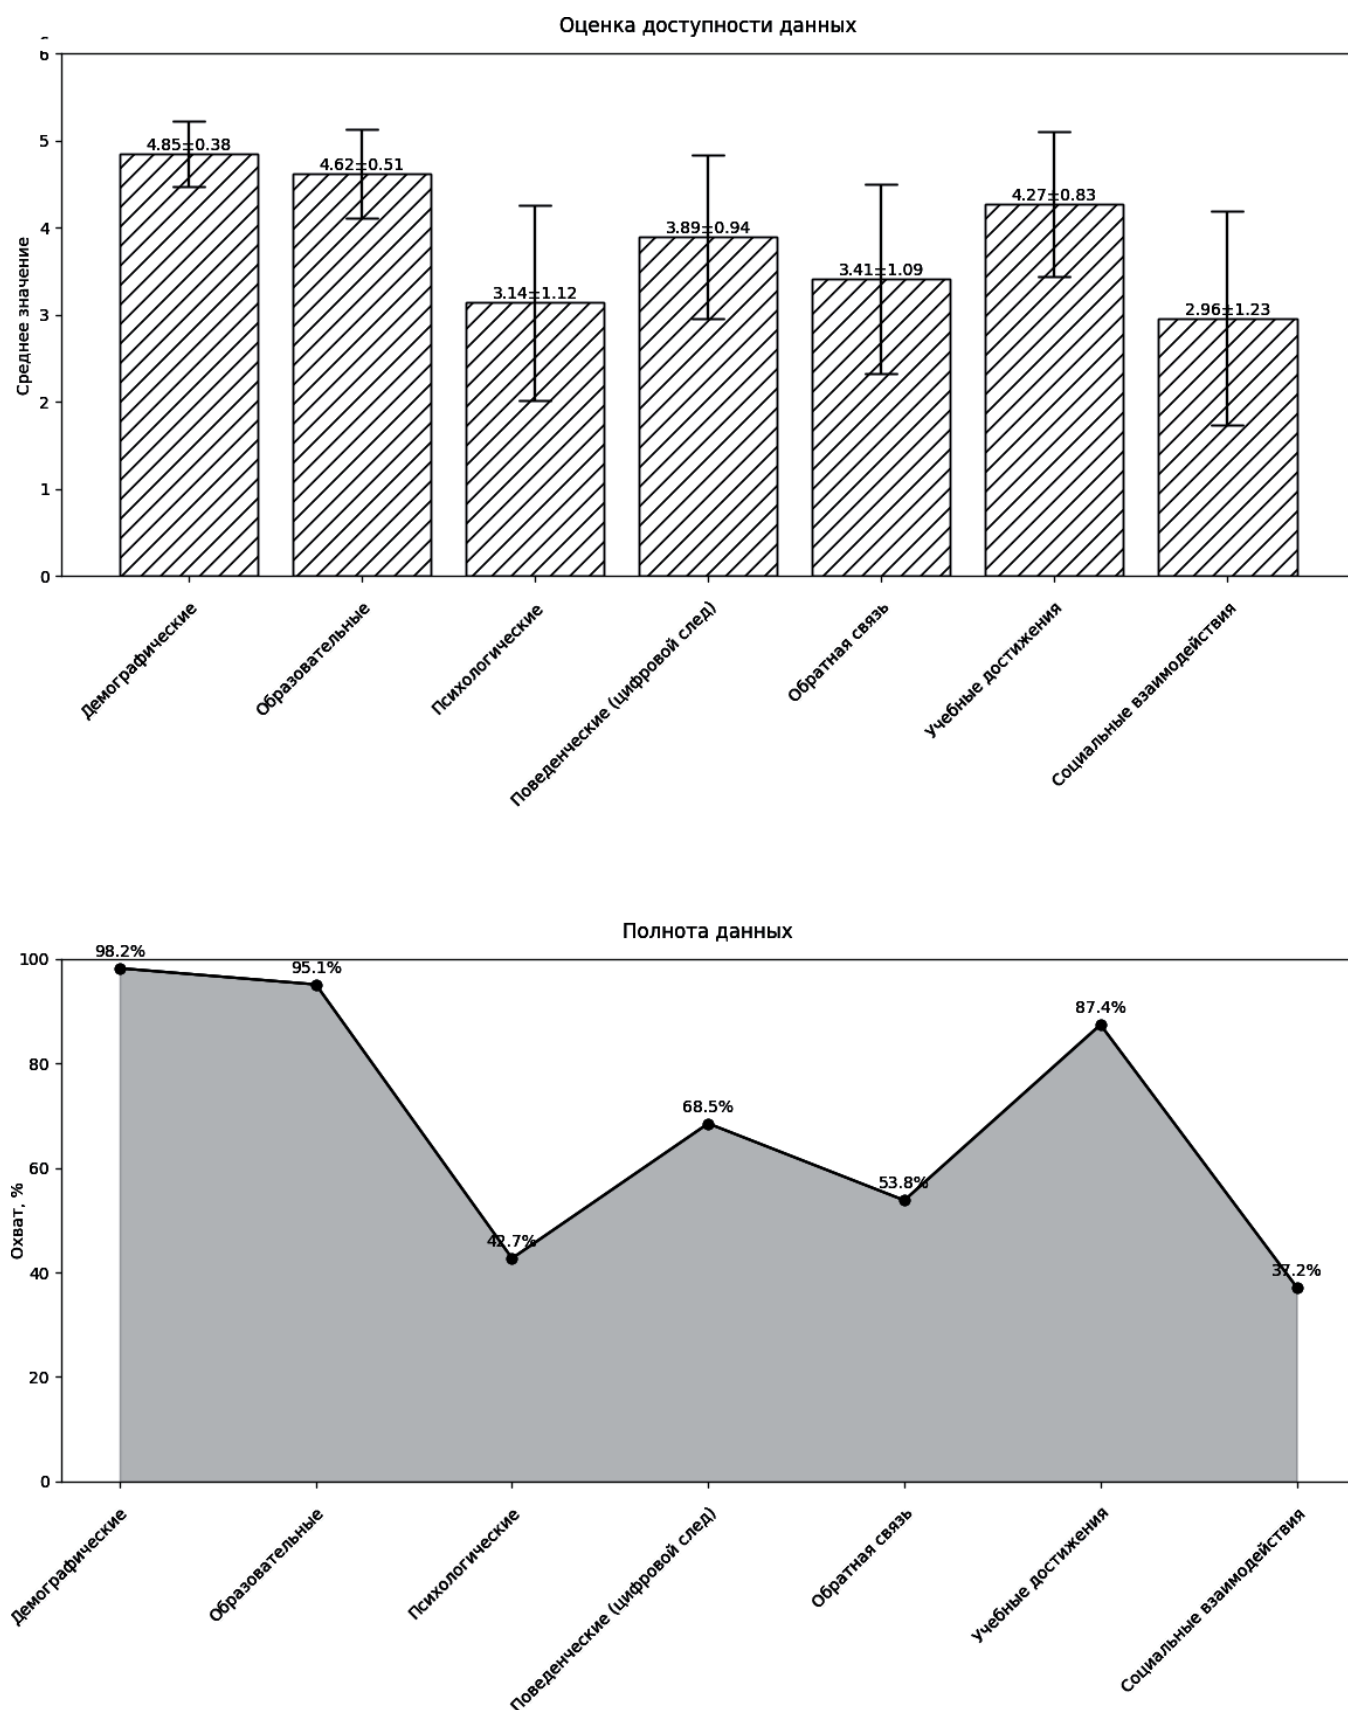 Оценка доступности данных
6
5
4
3
2
1
0
Среднее значение
4.85±0.38
4.62±0.51
3.14±1.12
3.89±0.94
3.41±1.09
4.27±0.83
2.96±1.23
Демографические
Образовательные
Психологические
Поведенческие (цифровой след)
Обратная связь
Учебные достижения
Социальные взаимодействия
Полнота данных
100
80
60
40
20
0
Охват, %
98.2%
95.1%
42.7%
68.5%
53.8%
87.4%
37.2%
Демографические
Образовательные
Психологические
Поведенческие (цифровой след)
Обратная связь
Учебные достижения
Социальные взаимодействия